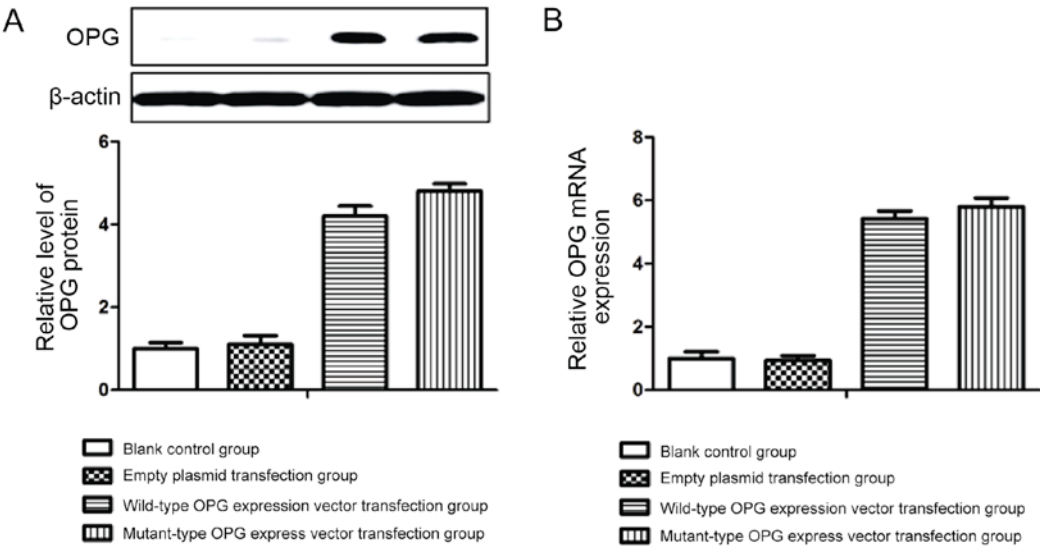 A
OPG
β-actin
Relative level of
OPG protein
6
4
2
0
Blank control group
Empty plasmid transfection group
Wild-type OPG expression vector transfection group
Mutant-type OPG express vector transfection group
B
Relative OPG mRNA
expression
8
6
4
2
0
Blank control group
Empty plasmid transfection group
Wild-type OPG expression vector transfection group
Mutant-type OPG express vector transfection group